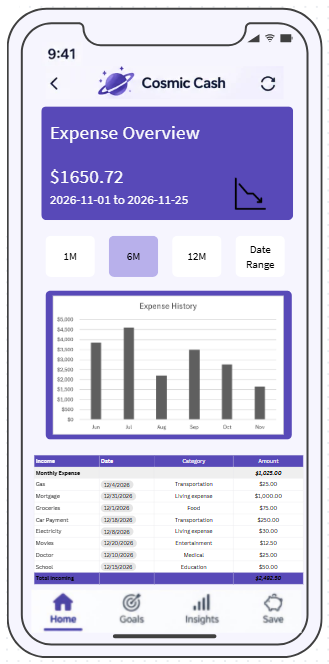 9:41
Cosmic Cash
Expense Overview
$1650.72
2026-11-01 to 2026-11-25
1M 6M 12M Date Range
Expense History
$5,000
$4,500
$4,000
$3,500
$3,000
$2,500
$2,000
$1,500
$1,000
$500
$0
Jun Jul Aug Sep Oct Nov
Income Date Category Amount
Monthly Expense $1,025.00
Gas 12/4/2026 Transportation $25.00
Mortgage 12/31/2026 Living expense $1,000.00
Groceries 12/1/2026 Food $75.00
Car Payment 12/18/2026 Transportation $250.00
Electricity 12/8/2026 Living expense $30.00
Movies 12/20/2026 Entertainment $12.50
Doctor 12/10/2026 Medical $25.00
School 12/15/2026 Education $50.00
Total Incoming $2,492.50
Home Goals Insights Save